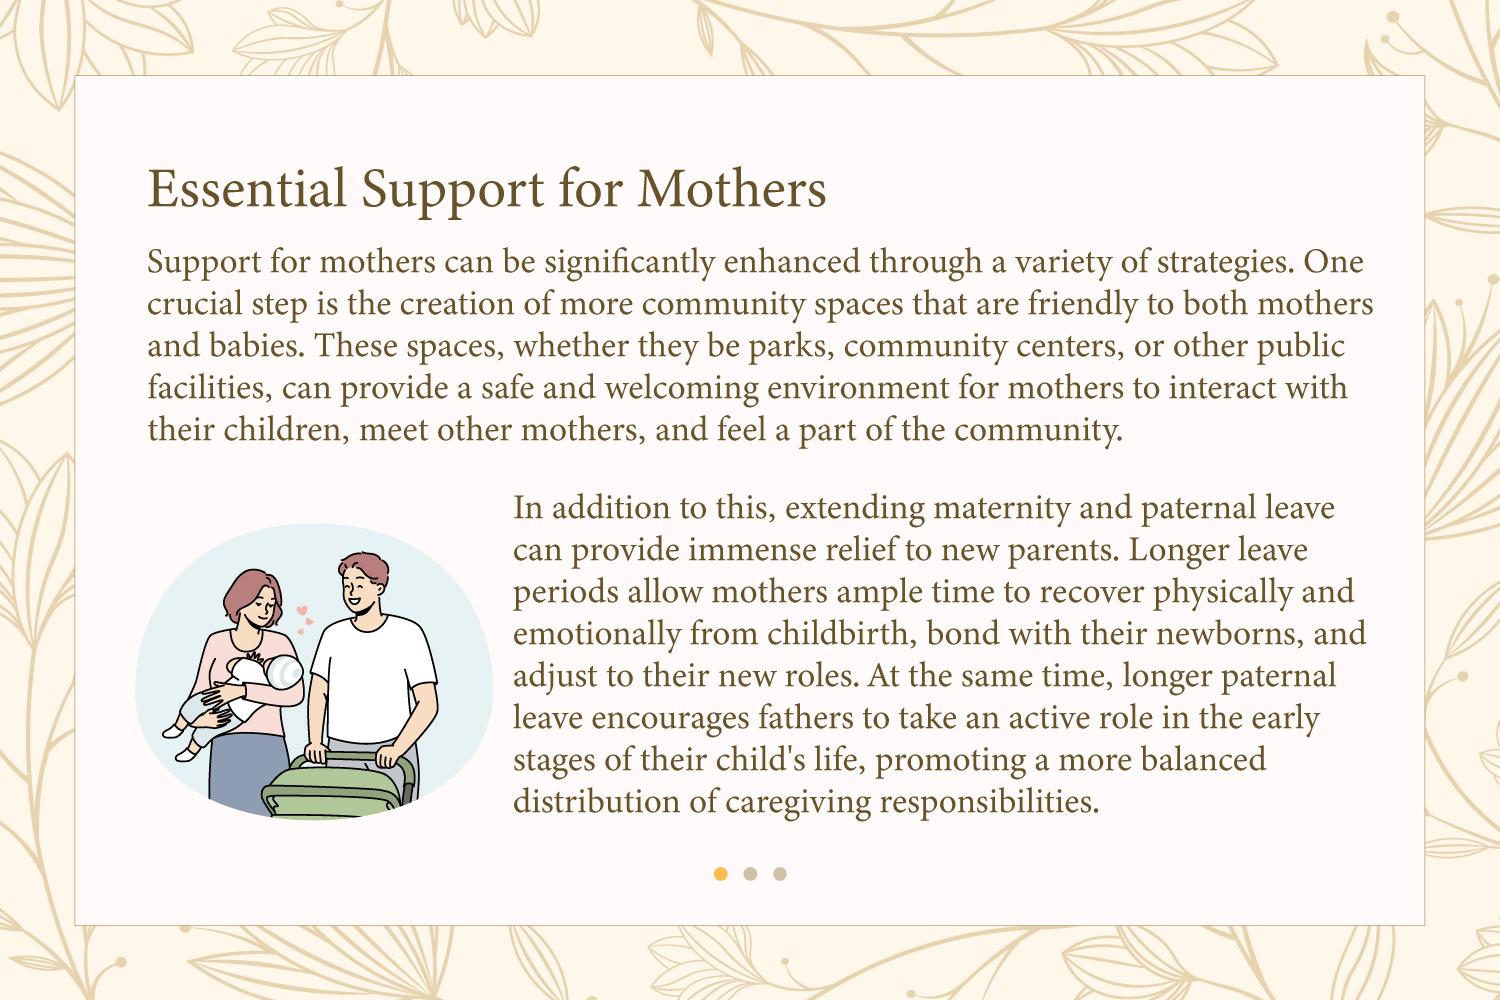 Essential Support for Mothers
Support for mothers can be significantly enhanced through a variety of strategies. One
crucial step is the creation of more community spaces that are friendly to both mothers
and babies. These spaces, whether they be parks, community centers, or other public
facilities, can provide a safe and welcoming environment for mothers to interact with
their children, meet other mothers, and feel a part of the community.
In addition to this, extending maternity and paternal leave
can provide immense relief to new parents. Longer leave
periods allow mothers ample time to recover physically and
emotionally from childbirth, bond with their newborns, and
adjust to their new roles. At the same time, longer paternal
leave encourages fathers to take an active role in the early
stages of their child's life, promoting a more balanced
distribution of caregiving responsibilities.